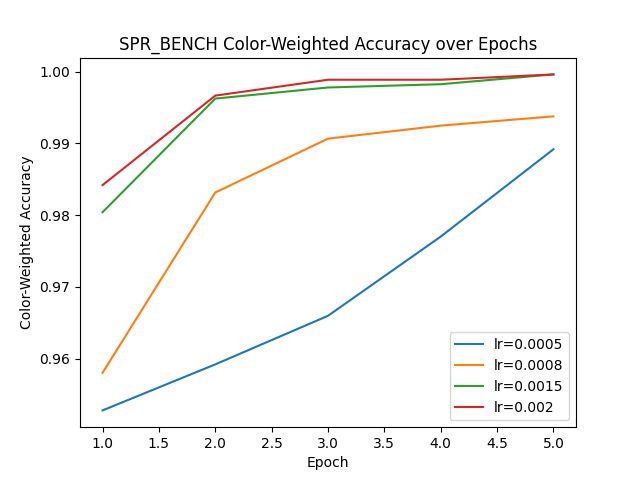 SPR_BENCH Color-Weighted Accuracy over Epochs
Color-Weighted Accuracy
1.00
0.99
0.98
0.97
0.96
lr=0.0005
lr=0.0008
lr=0.0015
lr=0.002
1.0 1.5 2.0 2.5 3.0 3.5 4.0 4.5 5.0
Epoch